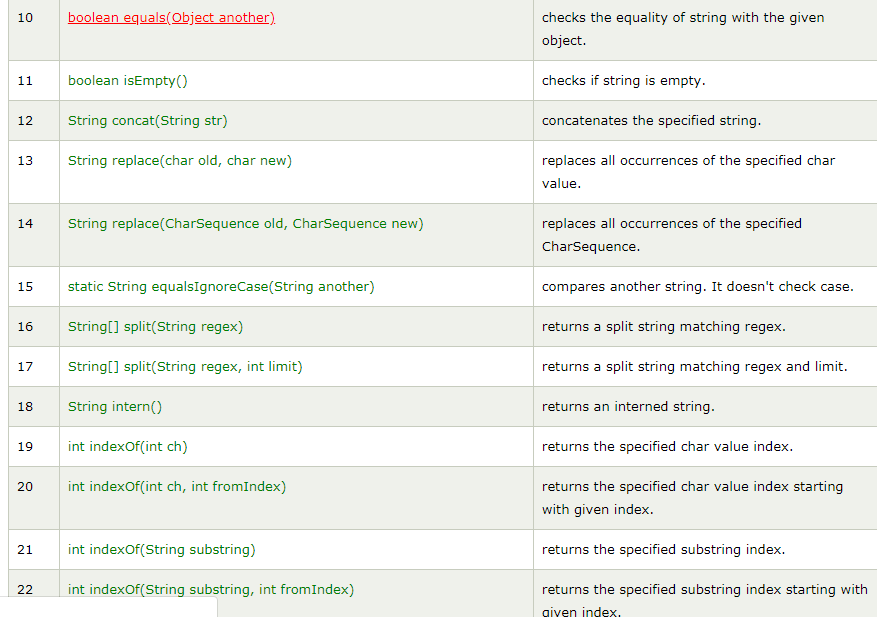 10 boolean equals(Object another) checks the equality of string with the given
object.
11 boolean isEmpty() checks if string is empty.
12 String concat(String str) concatenates the specified string.
13 String replace(char old, char new) replaces all occurrences of the specified char
value.
14 String replace(CharSequence old, CharSequence new) replaces all occurrences of the specified
CharSequence.
15 static String equalsIgnoreCase(String another) compares another string. It doesn't check case.
16 String[] split(String regex) returns a split string matching regex.
17 String[] split(String regex, int limit) returns a split string matching regex and limit.
18 String intern() returns an interned string.
19 int indexOf(int ch) returns the specified char value index.
20 int indexOf(int ch, int fromIndex) returns the specified char value index starting
with given index.
21 int indexOf(String substring) returns the specified substring index.
22 int indexOf(String substring, int fromIndex) returns the specified substring index starting with
given index.